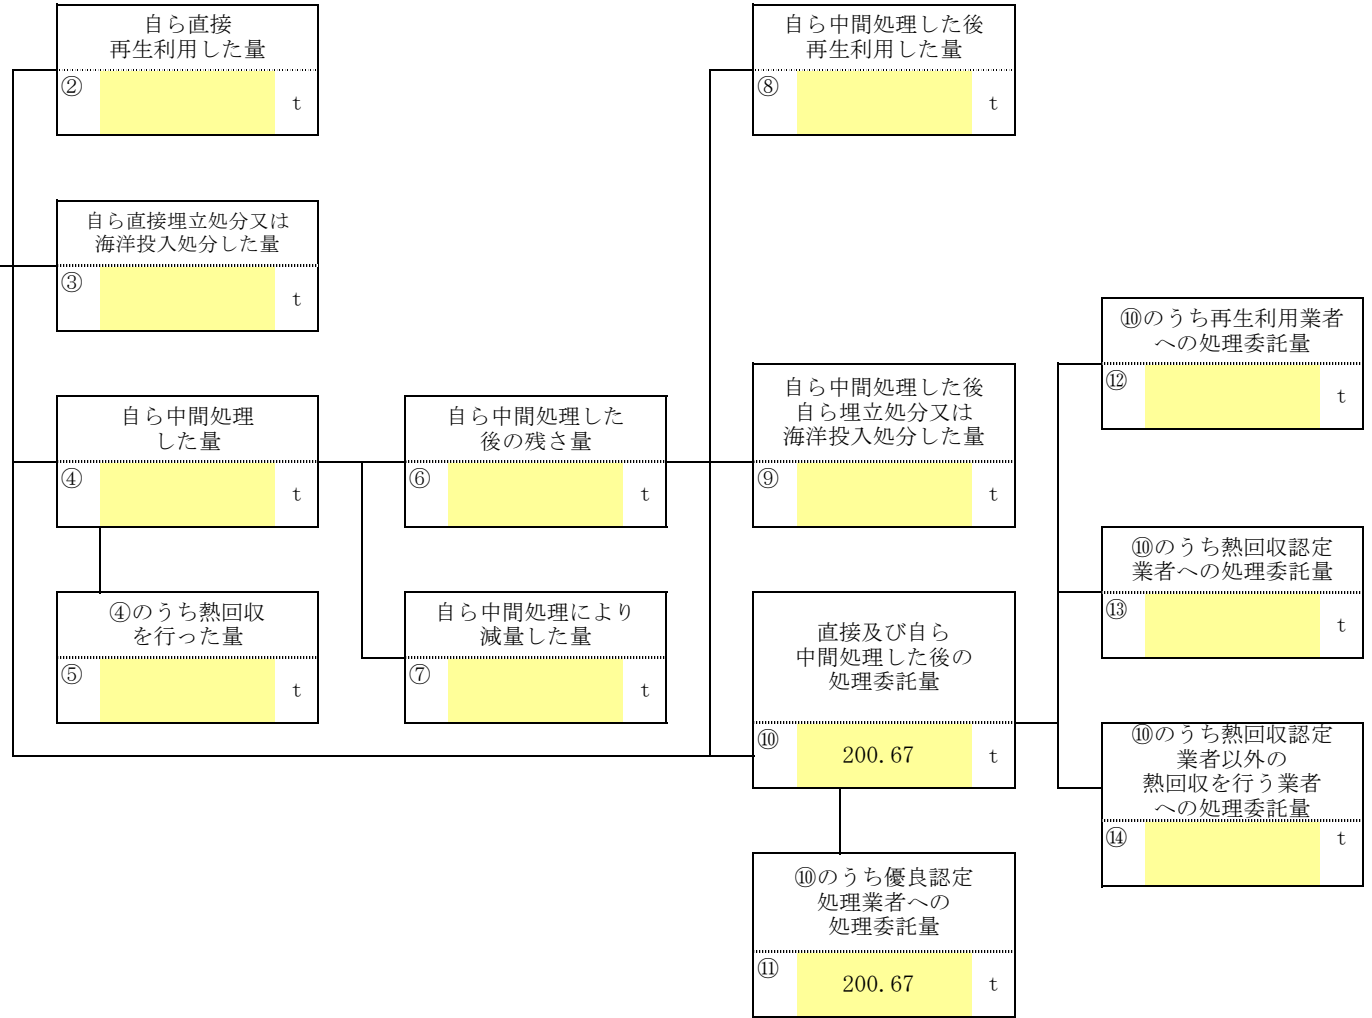 自ら直接
再生利用した量
②
t
自ら中間処理した後
再生利用した量
⑧
t
自ら直接埋立処分又は
海洋投入処分した量
③
t
⑩のうち再生利用業者
への処理委託量
⑫
t
自ら中間処理
した量
④
t
自ら中間処理した
後の残さ量
⑥
t
自ら中間処理した後
自ら埋立処分又は
海洋投入処分した量
⑨
t
⑩のうち熱回収認定
業者への処理委託量
⑬
t
④のうち熱回収
を行った量
⑤
t
自ら中間処理により
減量した量
⑦
t
直接及び自ら
中間処理した後の
処理委託量
⑩
200.67
t
⑩のうち熱回収認定
業者以外の
熱回収を行う業者
への処理委託量
⑭
t
⑩のうち優良認定
処理業者への
処理委託量
⑪
200.67
t